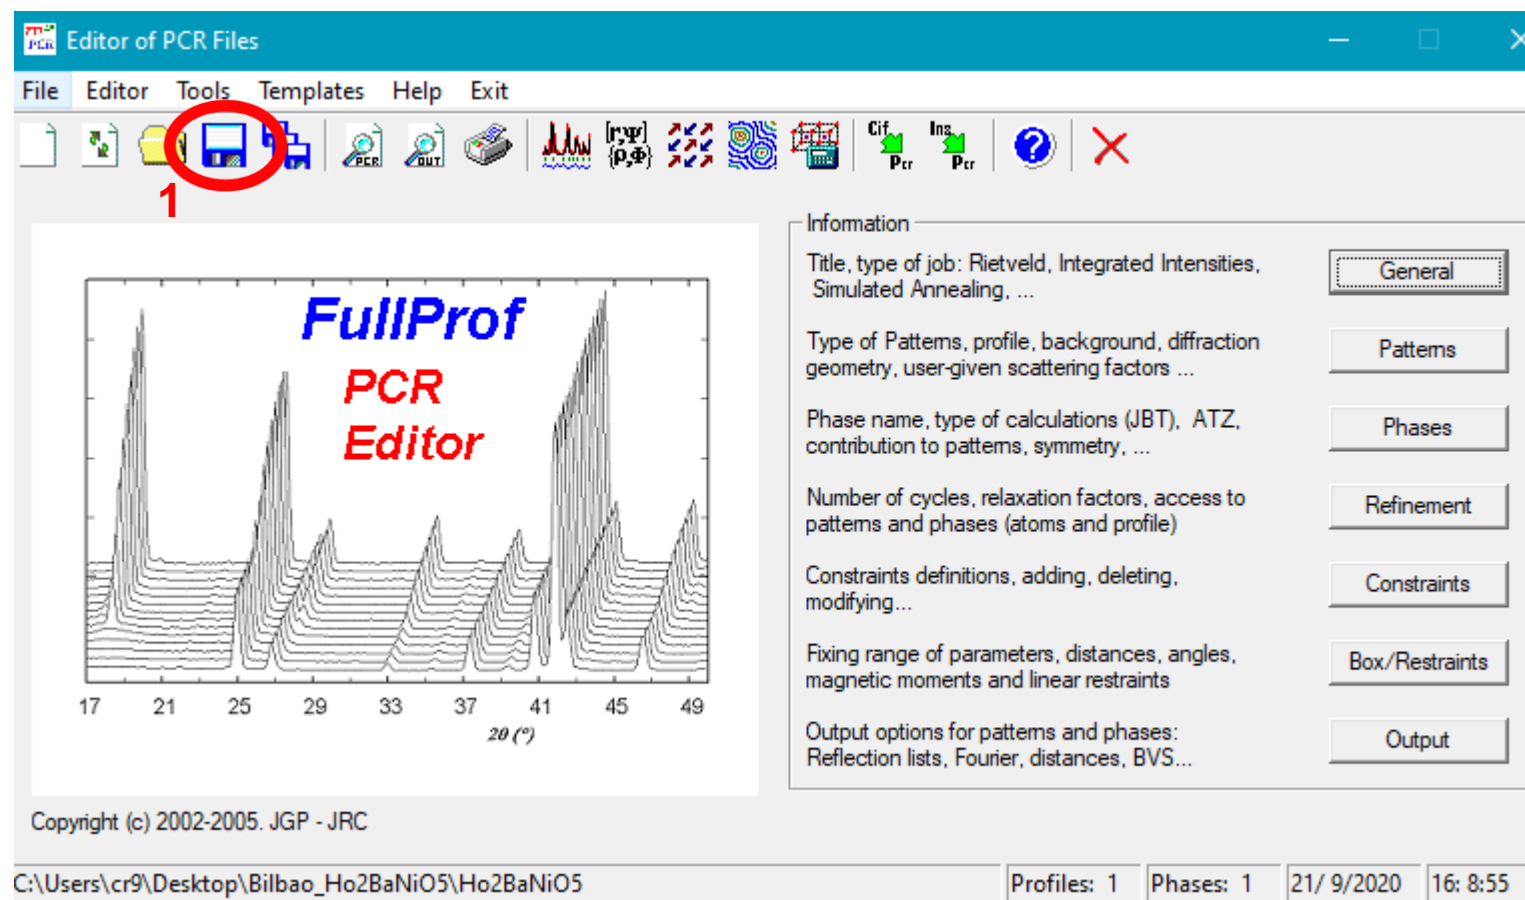 PCR Editor of PCR Files
File Editor Tools Templates Help Exit
PCR OUT [r,Ψ] {ρ,Φ} Cif Pcr Ins Pcr ?
1
Information
Title, type of job: Rietveld, Integrated Intensities,
Simulated Annealing, ...
General
Type of Patterns, profile, background, diffraction
geometry, user-given scattering factors ...
Patterns
Phase name, type of calculations (JBT), ATZ,
contribution to patterns, symmetry, ...
Phases
Number of cycles, relaxation factors, access to
patterns and phases (atoms and profile)
Refinement
Constraints definitions, adding, deleting,
modifying...
Constraints
Fixing range of parameters, distances, angles,
magnetic moments and linear restraints
Box/Restraints
Output options for patterns and phases:
Reflection lists, Fourier, distances, BVS...
Output
FullProf
PCR
Editor
17 21 25 29 33 37 41 45 49
2θ (°)
Copyright (c) 2002-2005. JGP - JRC
C:\Users\cr9\Desktop\Bilbao_Ho2BaNiO5\Ho2BaNiO5
Profiles: 1
Phases: 1
21/ 9/2020
16: 8:55